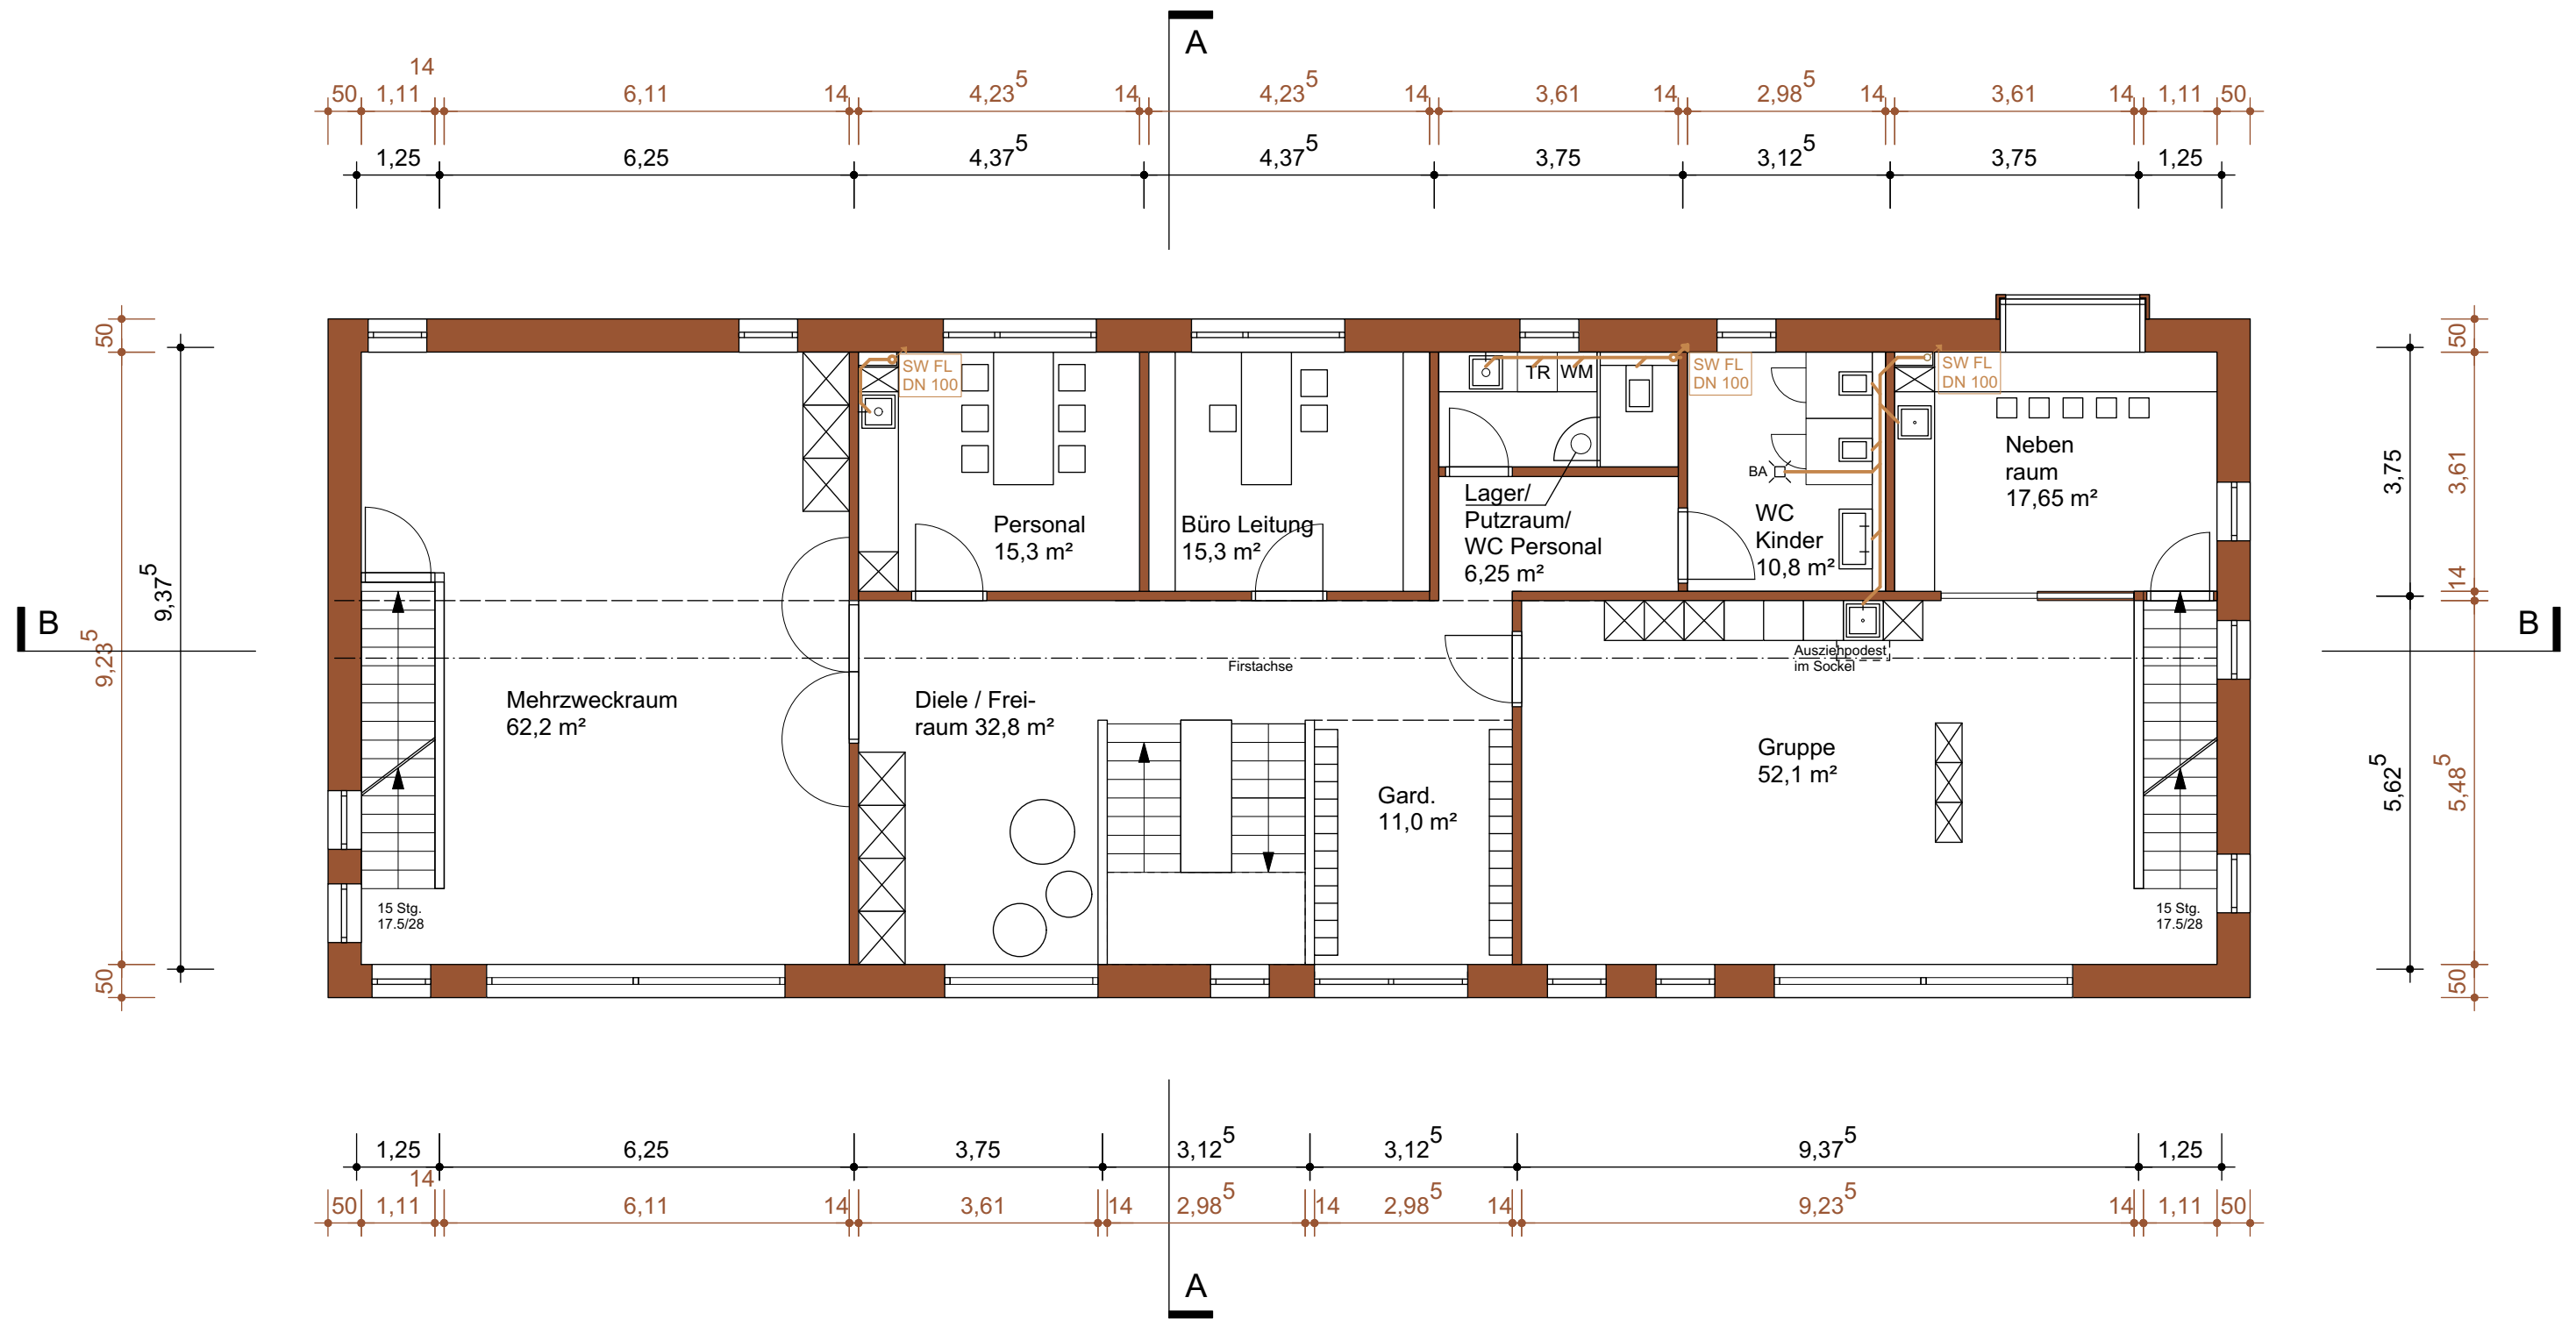 A
14
50 1,11 6,11 14 4,23⁵ 14 4,23⁵ 14 3,61 14 2,98⁵ 14 3,61 14 1,11 50
1,25 6,25 4,37⁵ 4,37⁵ 3,75 3,12⁵ 3,75 1,25
50
9,23⁵
50
9,37⁵
B
SW FL
DN 100
Personal
15,3 m²
Büro Leitung
15,3 m²
TR WM
Lager/
Putzraum/
WC Personal
6,25 m²
SW FL
DN 100
BA
WC
Kinder
10,8 m²
SW FL
DN 100
Neben
raum
17,65 m²
Mehrzweckraum
62,2 m²
Diele / Frei-
raum 32,8 m²
Firstachse
Ausziehpodest
im Sockel
Gard.
11,0 m²
Gruppe
52,1 m²
15 Stg.
17.5/28
15 Stg.
17.5/28
3,75
5,62⁵
50
3,61
14
5,48⁵
50
B
1,25 6,25 3,75 3,12⁵ 3,12⁵ 9,37⁵ 1,25
14
50 1,11 6,11 14 3,61 14 2,98⁵ 14 2,98⁵ 14 9,23⁵ 14 1,11 50
A